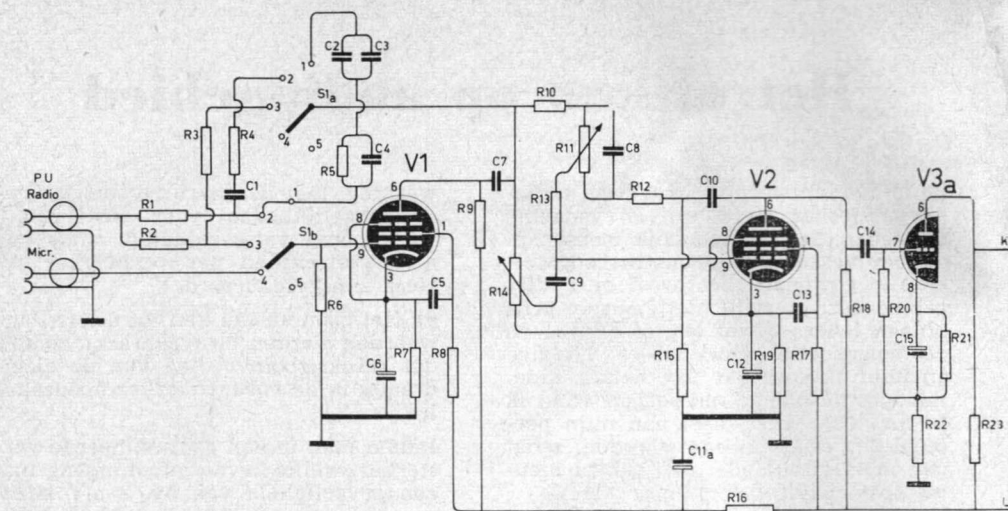 C2 C3
1
2
S1a
3
4
5
R10
R3 R4
R11
C8
C4
R5
V1
C7
V2
V3a
P U
Radio
C1
R1
1
2
6
R9
R13
R12
C10
6
6
R2
3
8
9
1
8
9
1
C14
7
K
S1b
Micr.
4
5
3
C5
R14
C9
3
C13
R18
R20
8
R6
C6
R7
R8
R15
C12
R19
R17
C15
R21
C11a
R22
R23
R16
L